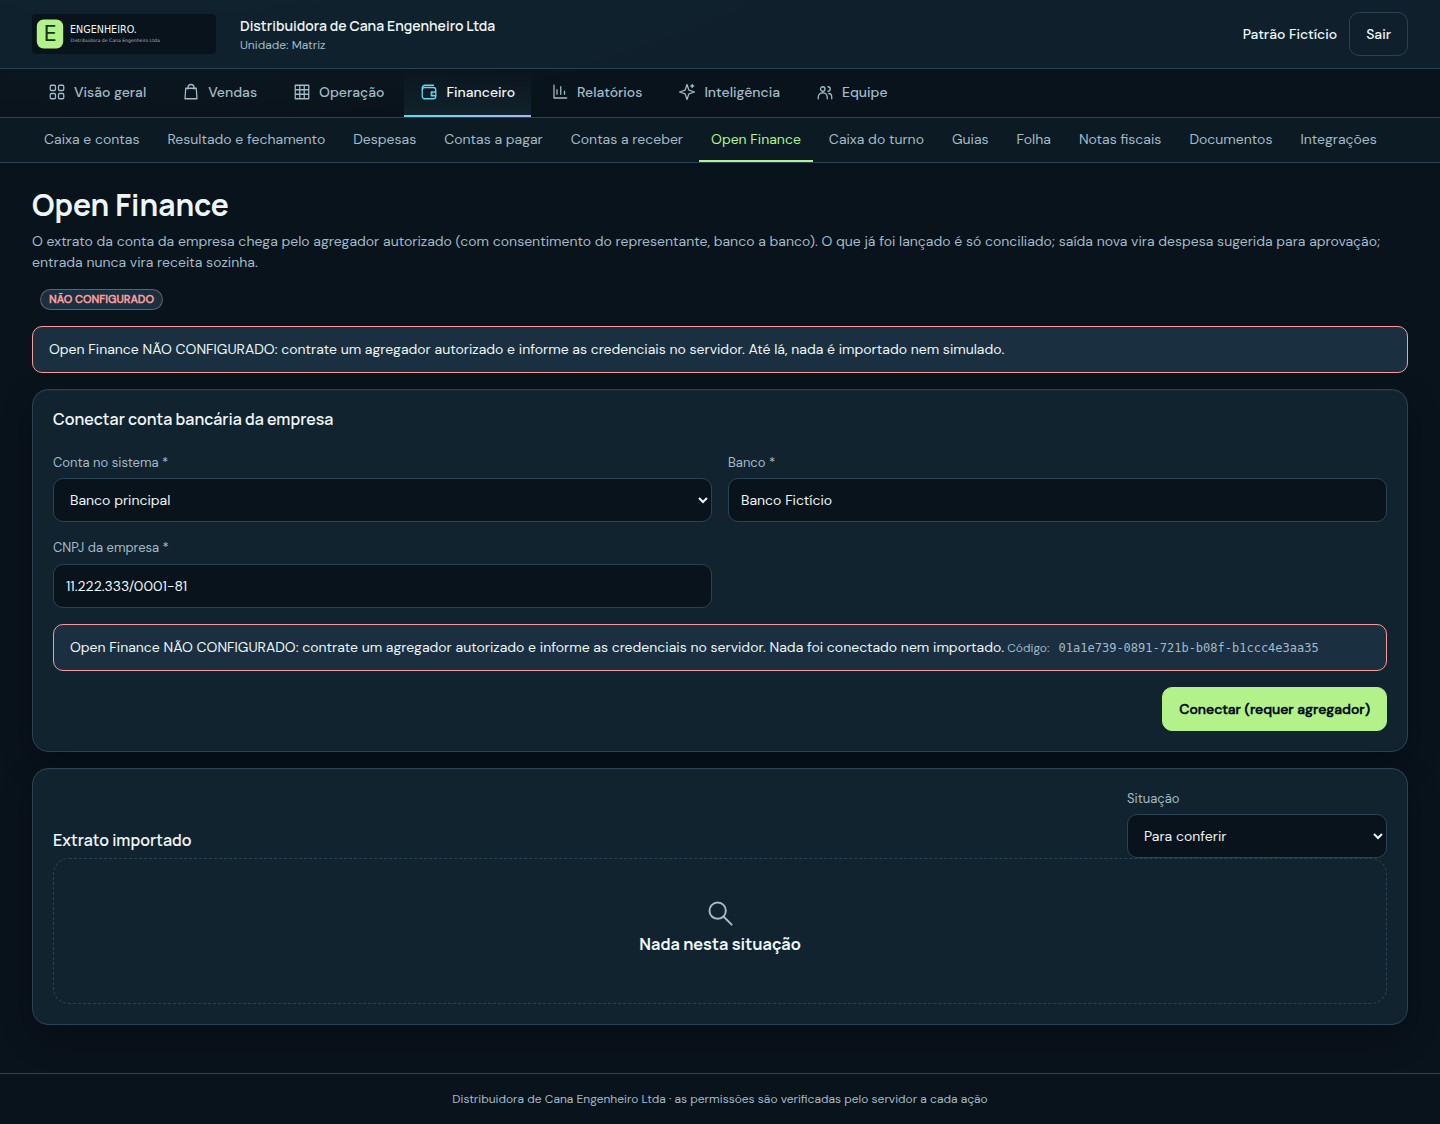 E ENGENHEIRO.
Distribuidora de Cana Engenheiro Ltda
Distribuidora de Cana Engenheiro Ltda
Unidade: Matriz
Patrão Fictício
Sair
Visão geral
Vendas
Operação
Financeiro
Relatórios
Inteligência
Equipe
Caixa e contas
Resultado e fechamento
Despesas
Contas a pagar
Contas a receber
Open Finance
Caixa do turno
Guias
Folha
Notas fiscais
Documentos
Integrações
Open Finance
O extrato da conta da empresa chega pelo agregador autorizado (com consentimento do representante, banco a banco). O que já foi lançado é só conciliado; saída nova vira despesa sugerida para aprovação;
entrada nunca vira receita sozinha.
NÃO CONFIGURADO
Open Finance NÃO CONFIGURADO: contrate um agregador autorizado e informe as credenciais no servidor. Até lá, nada é importado nem simulado.
Conectar conta bancária da empresa
Conta no sistema *
Banco *
Banco principal
Banco Fictício
CNPJ da empresa *
11.222.333/0001-81
Open Finance NÃO CONFIGURADO: contrate um agregador autorizado e informe as credenciais no servidor. Nada foi conectado nem importado. Código: 01a1e739-0891-721b-b08f-b1ccc4e3aa35
Conectar (requer agregador)
Situação
Extrato importado
Para conferir
Nada nesta situação
Distribuidora de Cana Engenheiro Ltda · as permissões são verificadas pelo servidor a cada ação